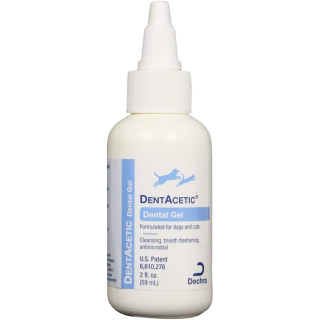 DENTACETIC®
Dental Gel
Formulated for dogs and cats
Cleansing, breath freshening,
antimicrobial
U.S. Patent
6,610,276
2 fl. oz.
(59 mL)
Dechra
DENTACETIC Dental Gel